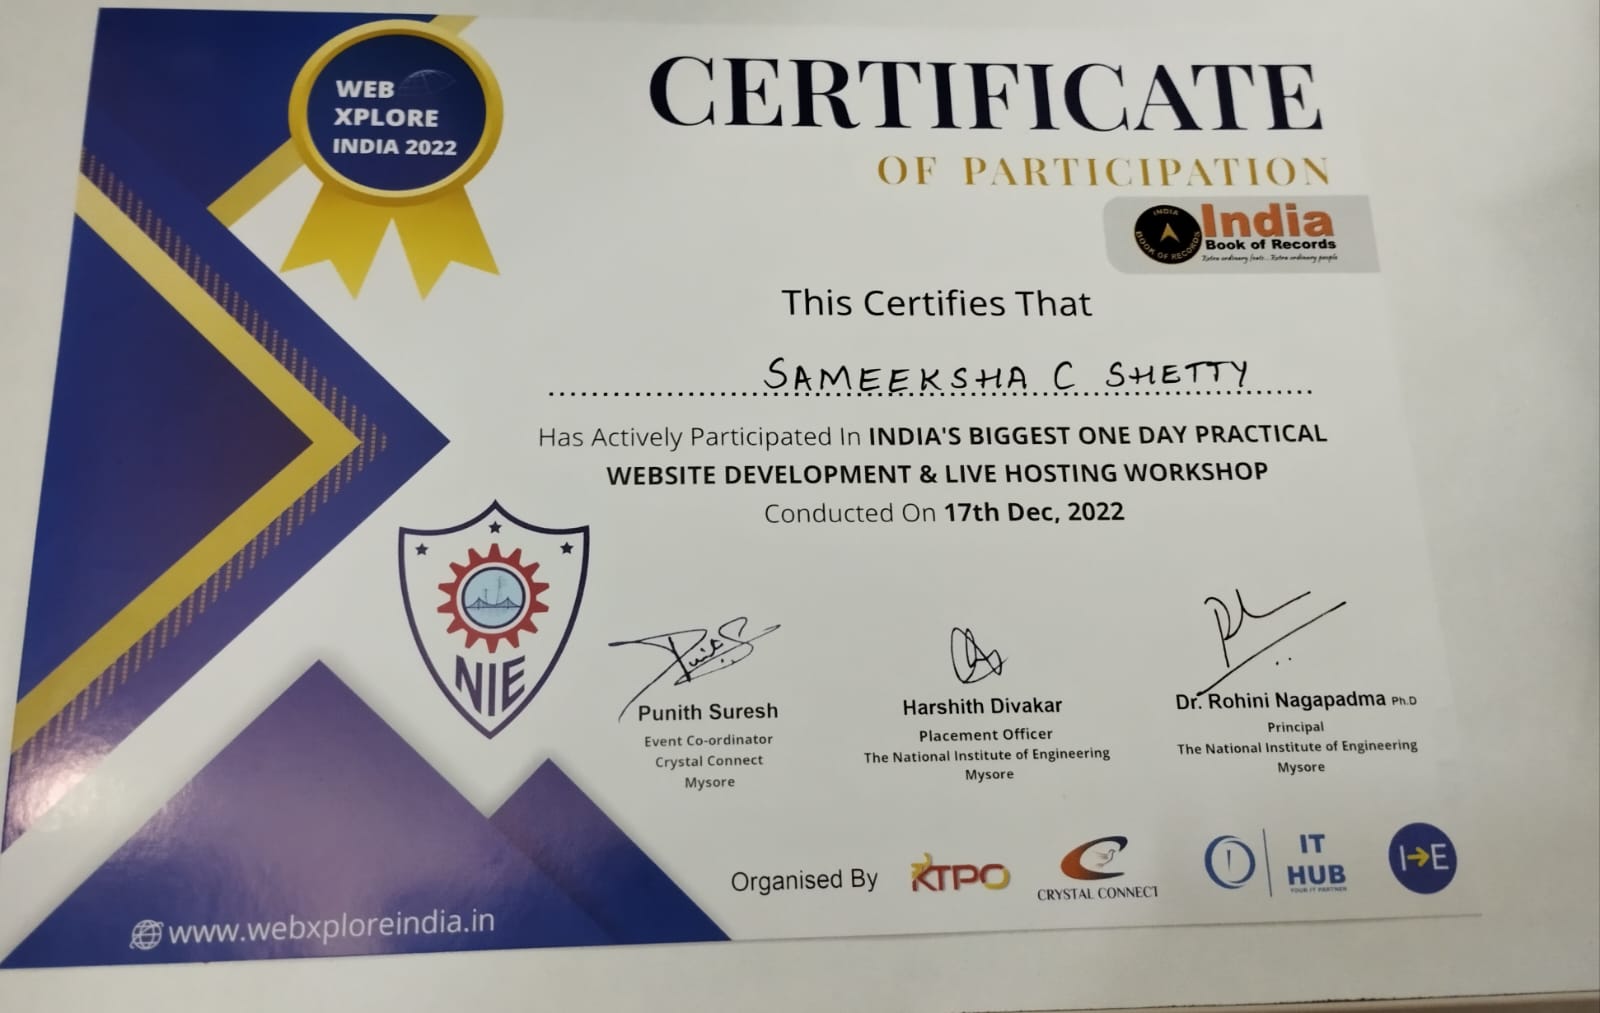 WEB
XPLORE
INDIA 2022
CERTIFICATE
OF PARTICIPATION
INDIA
BOOK OF RECORDS
India
Book of Records
Extra ordinary feats...Extra ordinary people
This Certifies That
SAMEEKSHA C SHETTY
Has Actively Participated In INDIA'S BIGGEST ONE DAY PRACTICAL
WEBSITE DEVELOPMENT & LIVE HOSTING WORKSHOP
Conducted On 17th Dec, 2022
NIE
Punith Suresh
Event Co-ordinator
Crystal Connect
Mysore
Harshith Divakar
Placement Officer
The National Institute of Engineering
Mysore
Dr. Rohini Nagapadma Ph.D
Principal
The National Institute of Engineering
Mysore
Organised By
KTPO
CRYSTAL CONNECT
IT
HUB
YOUR IT PARTNER
I→E
www.webxploreindia.in